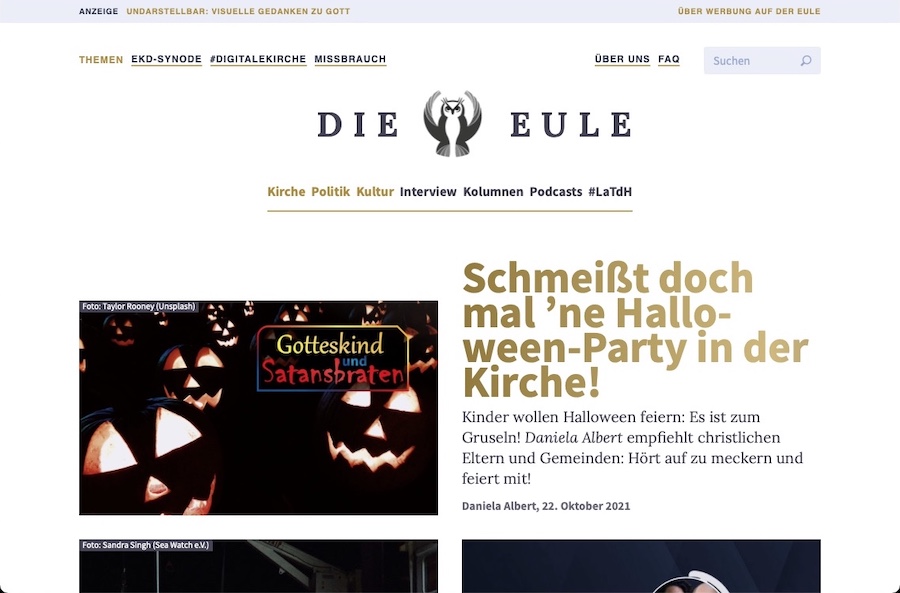 ANZEIGE UNDARSTELLBAR: VISUELLE GEDANKEN ZU GOTT
ÜBER WERBUNG AUF DER EULE
THEMEN EKD-SYNODE #DIGITALEKIRCHE MISSBRAUCH
ÜBER UNS FAQ
Suchen
DIE EULE
Kirche Politik Kultur Interview Kolumnen Podcasts #LaTdH
Foto: Taylor Rooney (Unsplash)
Gotteskind
und
Satansbraten
Schmeißt doch
mal ’ne Hallo-
ween-Party in der
Kirche!
Kinder wollen Halloween feiern: Es ist zum
Gruseln! Daniela Albert empfiehlt christlichen
Eltern und Gemeinden: Hört auf zu meckern und
feiert mit!
Daniela Albert, 22. Oktober 2021
Foto: Sandra Singh (Sea Watch e.V.)